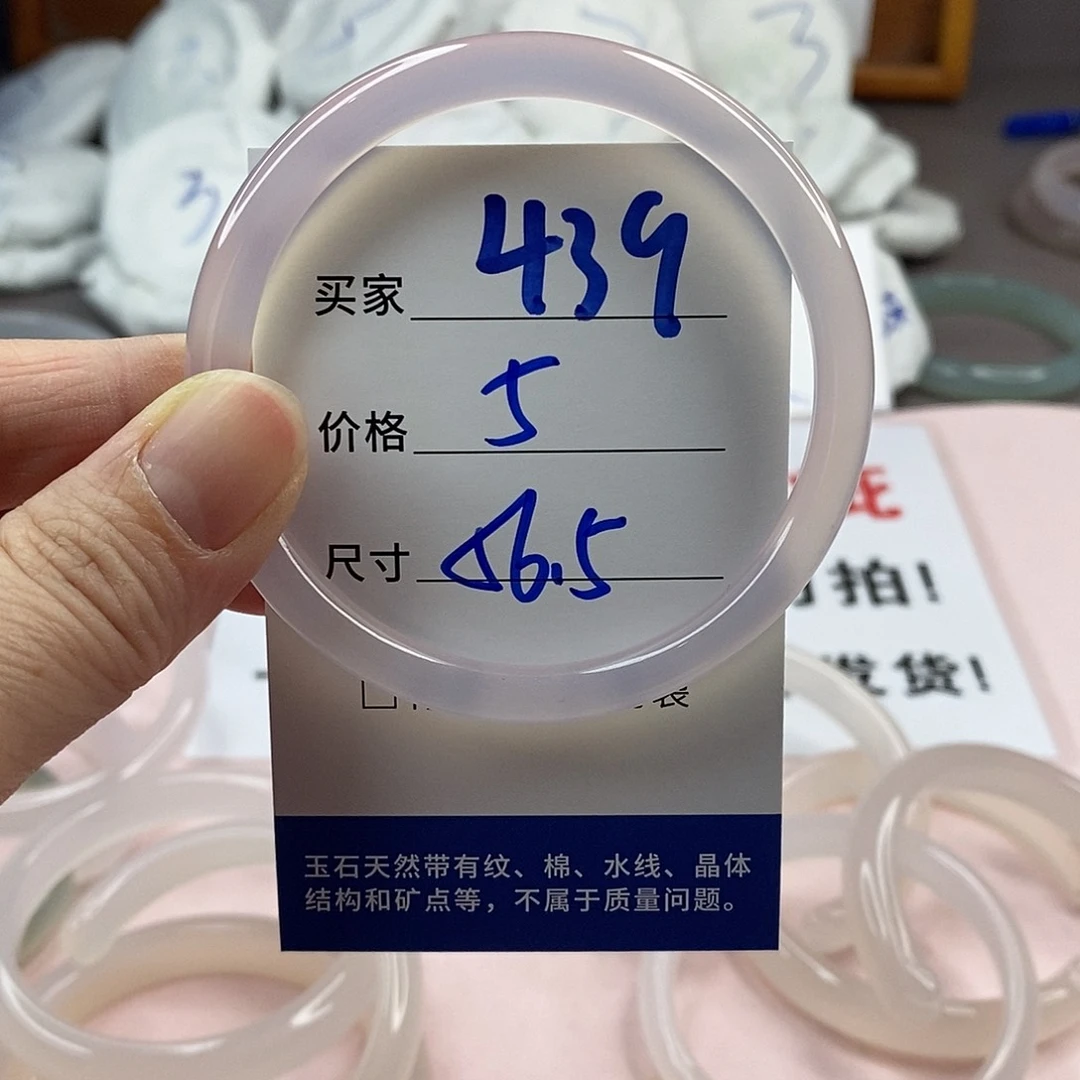 3
3
买家 439
价格 5
尺寸 56.5
拍!
发货!
玉石天然带有纹、棉、水线、晶体
结构和矿点等，不属于质量问题。